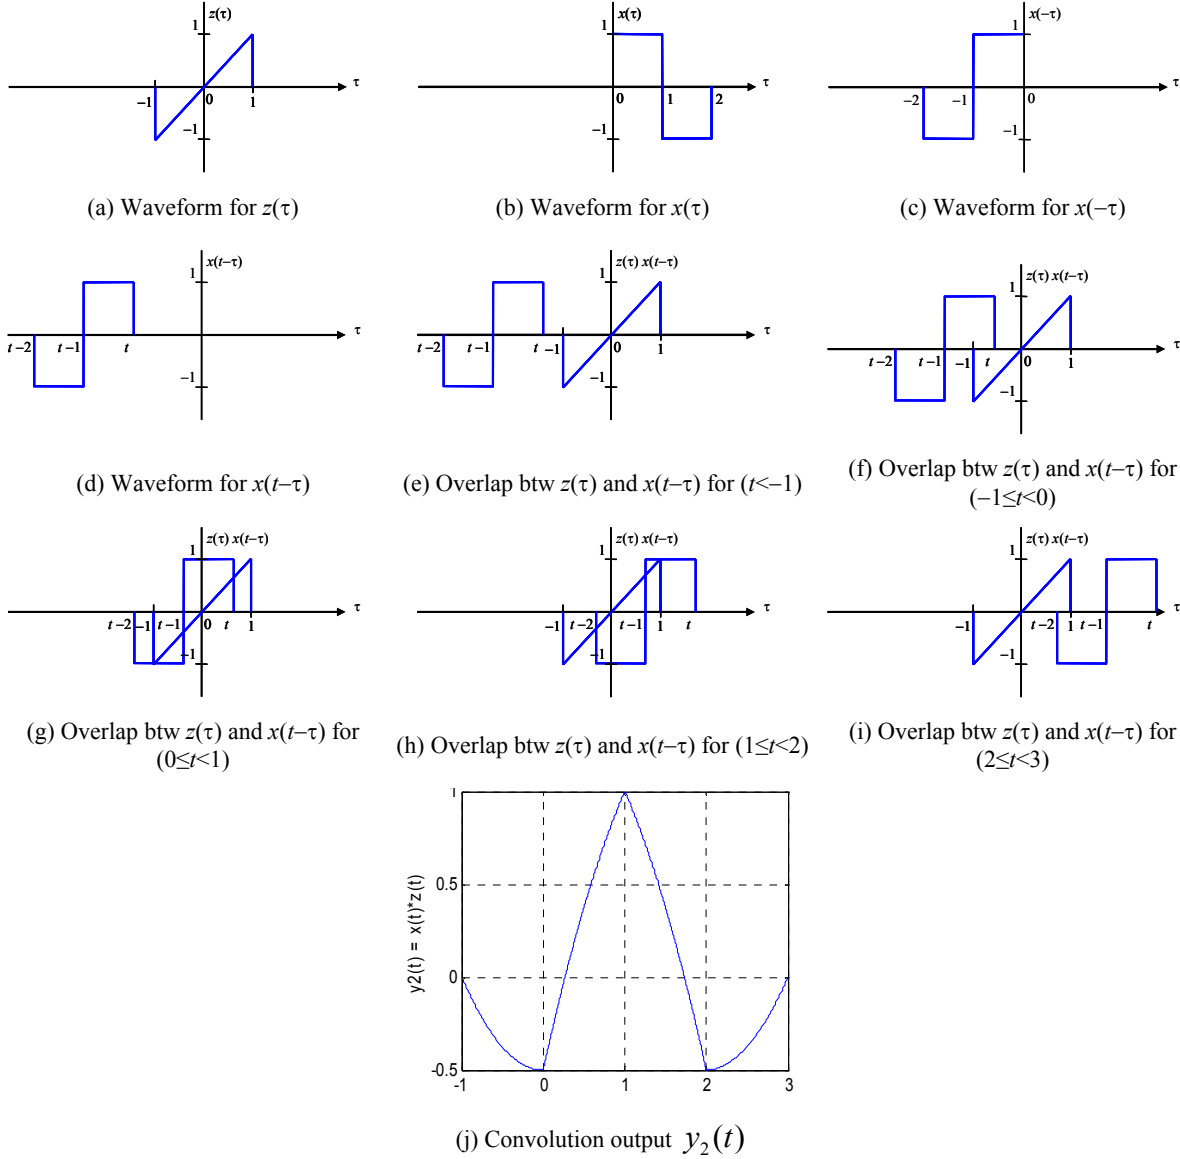 z(τ)
1
τ
−1
0
1
−1
(a) Waveform for z(τ)
x(τ)
1
τ
0
1
2
−1
(b) Waveform for x(τ)
x(−τ)
1
τ
−2
−1
0
−1
(c) Waveform for x(−τ)
x(t−τ)
1
τ
t−2
t−1
t
−1
(d) Waveform for x(t−τ)
z(τ) x(t−τ)
1
τ
t−2
t−1
t
−1
0
1
−1
(e) Overlap btw z(τ) and x(t−τ) for (t<−1)
z(τ) x(t−τ)
1
τ
t−2
t−1
−1
t
0
1
−1
(f) Overlap btw z(τ) and x(t−τ) for
(−1≤t<0)
z(τ) x(t−τ)
1
τ
t−2
−1
t−1
0
t
1
−1
(g) Overlap btw z(τ) and x(t−τ) for
(0≤t<1)
z(τ) x(t−τ)
1
τ
−1
t−2
0
t−1
1
t
−1
(h) Overlap btw z(τ) and x(t−τ) for (1≤t<2)
z(τ) x(t−τ)
1
τ
−1
0
t−2
1
t−1
t
−1
(i) Overlap btw z(τ) and x(t−τ) for
(2≤t<3)
1
0.5
0
-0.5
y2(t) = x(t)*z(t)
-1
0
1
2
3
(j) Convolution output y₂(t)